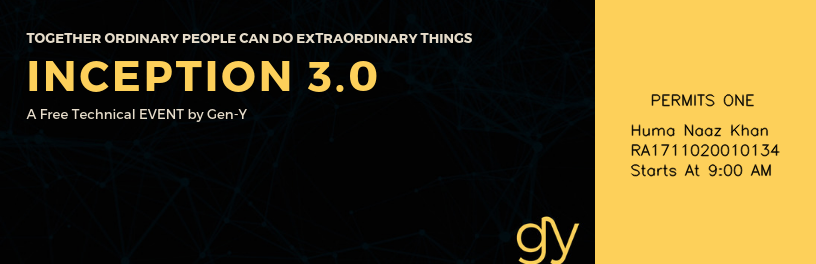 TOGETHER ORDINARY PEOPLE CAN DO EXTRAORDINARY THINGS
INCEPTION 3.0
A Free Technical EVENT by Gen-Y
gy
PERMITS ONE
Huma Naaz Khan
RA1711020010134
Starts At 9:00 AM